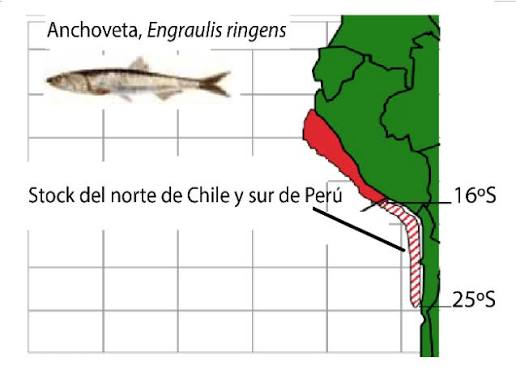 Anchoveta, Engraulis ringens
Stock del norte de Chile y sur de Perú
16ºS
25ºS